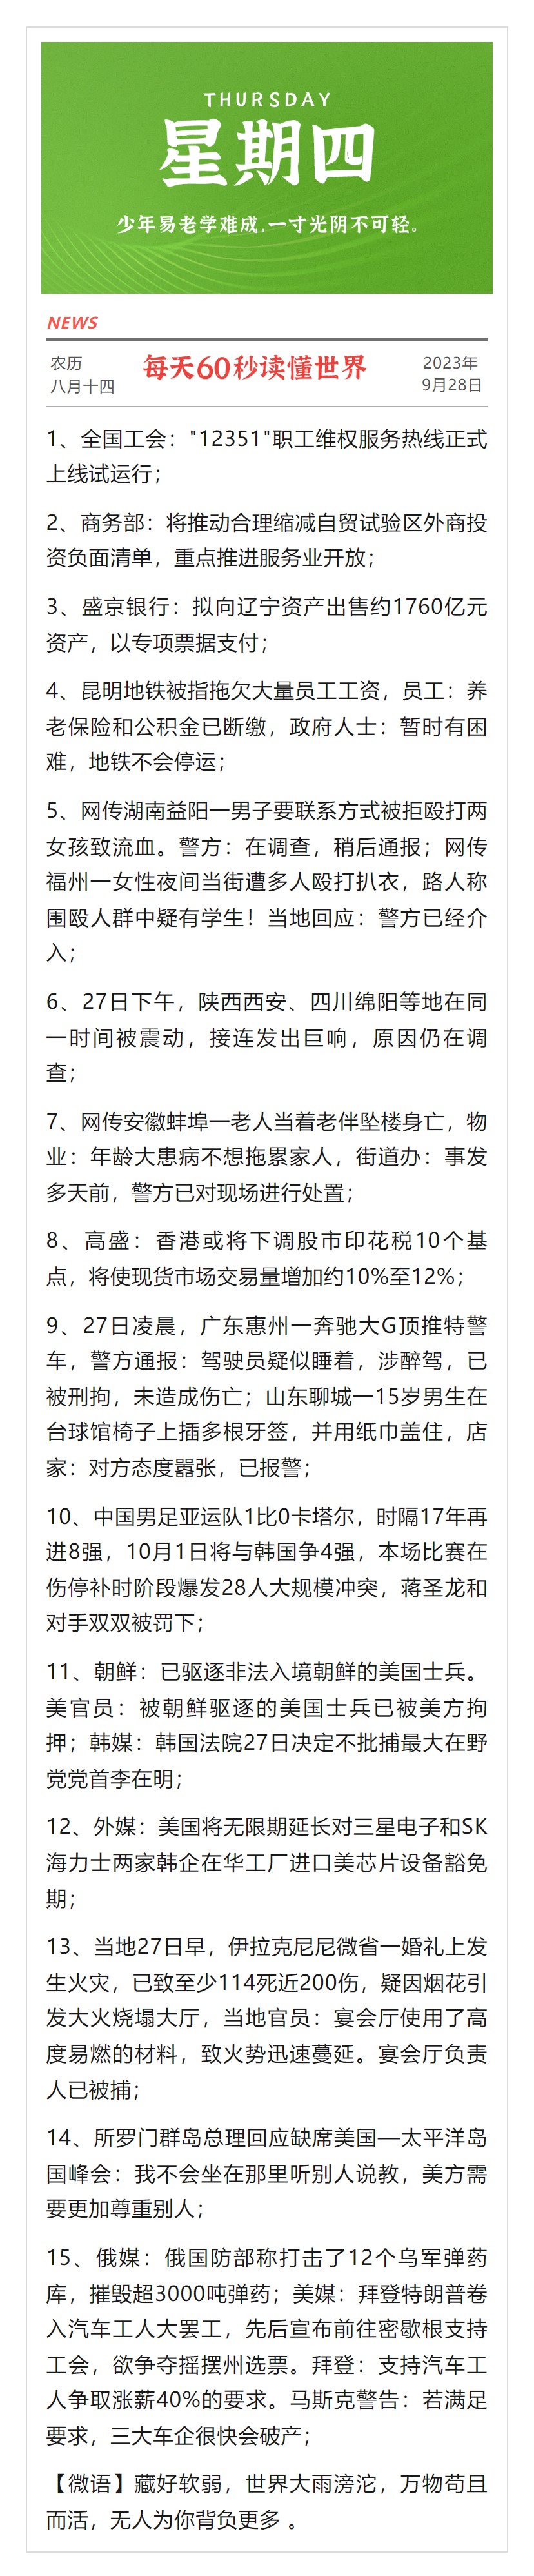 THURSDAY
星期四
少年易老学难成,一寸光阴不可轻。
NEWS
农历
八月十四
每天60秒读懂世界
2023年
9月28日
1、全国工会："12351"职工维权服务热线正式
上线试运行；
2、商务部：将推动合理缩减自贸试验区外商投
资负面清单，重点推进服务业开放；
3、盛京银行：拟向辽宁资产出售约1760亿元
资产，以专项票据支付；
4、昆明地铁被指拖欠大量员工工资，员工：养
老保险和公积金已断缴，政府人士：暂时有困
难，地铁不会停运；
5、网传湖南益阳一男子要联系方式被拒殴打两
女孩致流血。警方：在调查，稍后通报；网传
福州一女性夜间当街遭多人殴打扒衣，路人称
围殴人群中疑有学生！当地回应：警方已经介
入；
6、27日下午，陕西西安、四川绵阳等地在同
一时间被震动，接连发出巨响，原因仍在调
查；
7、网传安徽蚌埠一老人当着老伴坠楼身亡，物
业：年龄大患病不想拖累家人，街道办：事发
多天前，警方已对现场进行处置；
8、高盛：香港或将下调股市印花税10个基
点，将使现货市场交易量增加约10%至12%；
9、27日凌晨，广东惠州一奔驰大G顶推特警
车，警方通报：驾驶员疑似睡着，涉醉驾，已
被刑拘，未造成伤亡；山东聊城一15岁男生在
台球馆椅子上插多根牙签，并用纸巾盖住，店
家：对方态度嚣张，已报警；
10、中国男足亚运队1比0卡塔尔，时隔17年再
进8强，10月1日将与韩国争4强，本场比赛在
伤停补时阶段爆发28人大规模冲突，蒋圣龙和
对手双双被罚下；
11、朝鲜：已驱逐非法入境朝鲜的美国士兵。
美官员：被朝鲜驱逐的美国士兵已被美方拘
押；韩媒：韩国法院27日决定不批捕最大在野
党党首李在明；
12、外媒：美国将无限期延长对三星电子和SK
海力士两家韩企在华工厂进口美芯片设备豁免
期；
13、当地27日早，伊拉克尼尼微省一婚礼上发
生火灾，已致至少114死近200伤，疑因烟花引
发大火烧塌大厅，当地官员：宴会厅使用了高
度易燃的材料，致火势迅速蔓延。宴会厅负责
人已被捕；
14、所罗门群岛总理回应缺席美国—太平洋岛
国峰会：我不会坐在那里听别人说教，美方需
要更加尊重别人；
15、俄媒：俄国防部称打击了12个乌军弹药
库，摧毁超3000吨弹药；美媒：拜登特朗普卷
入汽车工人大罢工，先后宣布前往密歇根支持
工会，欲争夺摇摆州选票。拜登：支持汽车工
人争取涨薪40%的要求。马斯克警告：若满足
要求，三大车企很快会破产；
【微语】藏好软弱，世界大雨滂沱，万物苟且
而活，无人为你背负更多 。